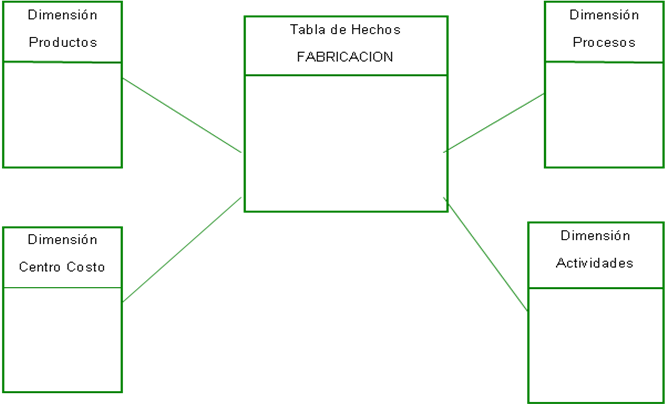 Dimensión
Productos
Tabla de Hechos
FABRICACION
Dimensión
Procesos
Dimensión
Centro Costo
Dimensión
Actividades